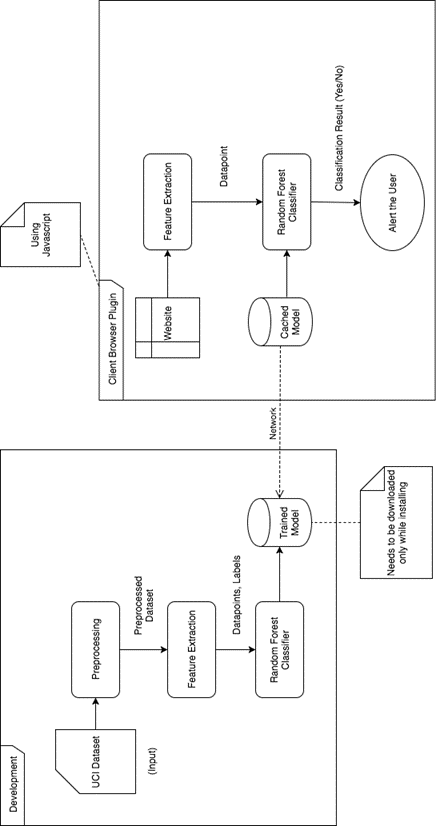 Development
UCI Dataset
(Input)
Preprocessing
Preprocessed
Dataset
Feature Extraction
Datapoints, Labels
Random Forest
Classifier
Trained
Model
Needs to be downloaded
only while installing
Network
Client Browser Plugin
Using
Javascript
Website
Feature Extraction
Datapoint
Cached
Model
Random Forest
Classifier
Classification Result (Yes/No)
Alert the User